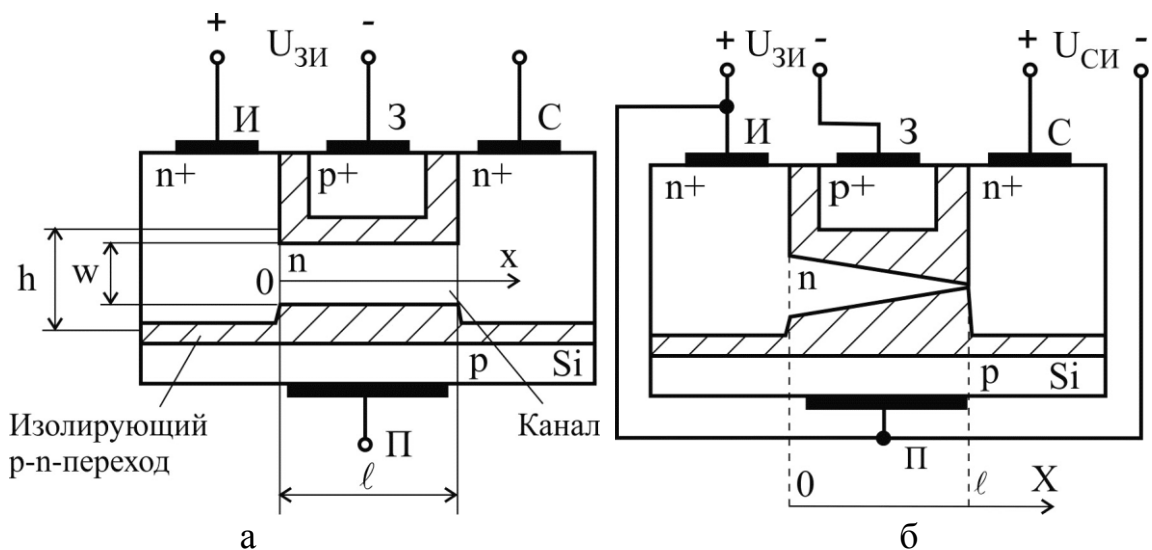 + U_ЗИ -
И З С
n+ p+ n+
h w 0 n x
p Si
Изолирующий
p-n-переход
П
Канал
ℓ
а
+ U_ЗИ - + U_СИ -
И З С
n+ p+ n+
n
p Si
П
0 ℓ X
б